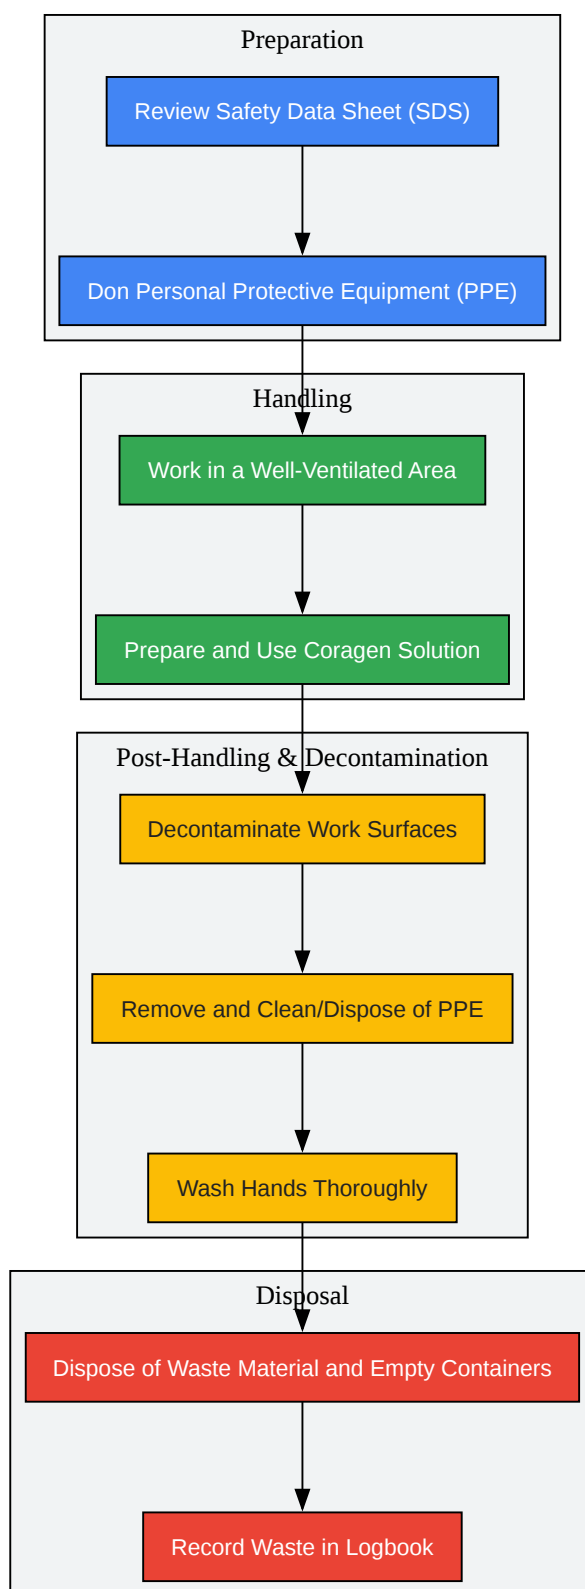 Preparation
Review Safety Data Sheet (SDS)
Don Personal Protective Equipment (PPE)
Handling
Work in a Well-Ventilated Area
Prepare and Use Coragen Solution
Post-Handling & Decontamination
Decontaminate Work Surfaces
Remove and Clean/Dispose of PPE
Wash Hands Thoroughly
Disposal
Dispose of Waste Material and Empty Containers
Record Waste in Logbook